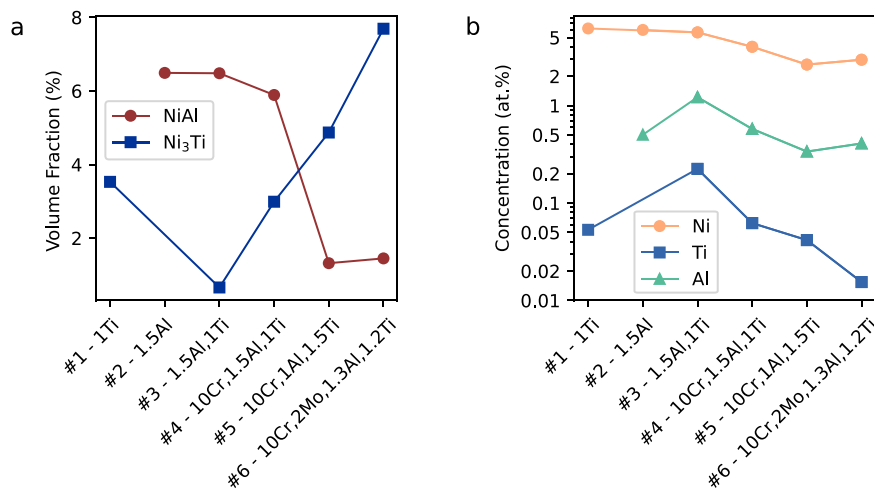 a
Volume Fraction (%)
8
6
4
2
NiAl
Ni₃Ti
#1 - 1Ti
#2 - 1.5Al
#3 - 1.5Al,1Ti
#4 - 10Cr,1.5Al,1Ti
#5 - 10Cr,1Al,1.5Ti
#6 - 10Cr,2Mo,1.3Al,1.2Ti
b
Concentration (at.%)
5
2
1
0.5
0.2
0.1
0.05
0.02
0.01
Ni
Ti
Al
#1 - 1Ti
#2 - 1.5Al
#3 - 1.5Al,1Ti
#4 - 10Cr,1.5Al,1Ti
#5 - 10Cr,1Al,1.5Ti
#6 - 10Cr,2Mo,1.3Al,1.2Ti